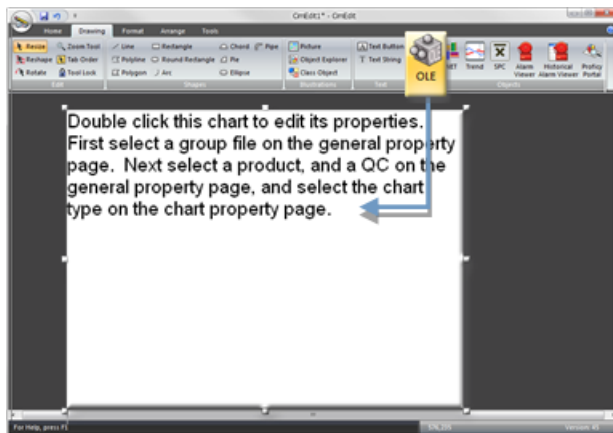 CimEdit1* - CimEdit
Home Drawing Format Arrange Tools
Resize Zoom Tool Line Rectangle Chord Pipe Picture Text Button
Reshape Tab Order Polyline Round Rectangle Pie Object Explorer Text String OLE Trend SPC Alarm Historical Proficy
Rotate Tool Lock Polygon Arc Ellipse Class Object Viewer Alarm Viewer Portal
Edit Shapes Illustrations Text Objects
Double click this chart to edit its properties.
First select a group file on the general property
page. Next select a product, and a QC on the
general property page, and select the chart
type on the chart property page.
For Help, press F1